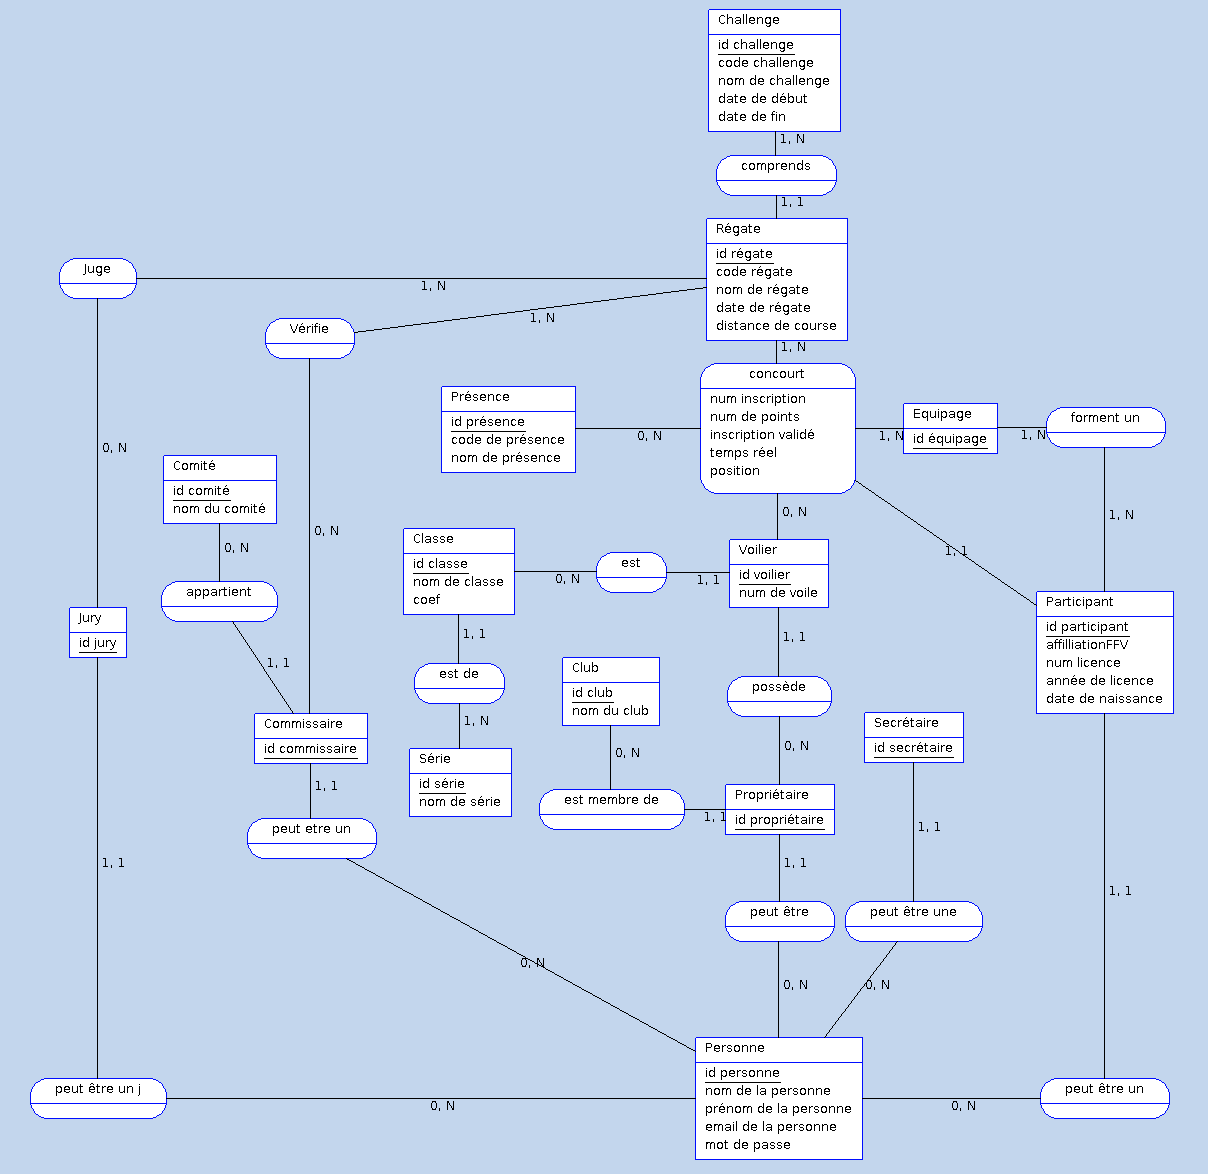 Challenge
id challenge
code challenge
nom de challenge
date de début
date de fin
1, N
comprends
1, 1
Régate
id régate
code régate
nom de régate
date de régate
distance de course
Juge
1, N
Vérifie
1, N
1, N
concourt
num inscription
num de points
inscription validé
temps réel
position
Présence
id présence
code de présence
nom de présence
0, N
1, N
Equipage
id équipage
1, N
forment un
0, N
Comité
id comité
nom du comité
0, N
0, N
0, N
1, N
1, 1
Classe
id classe
nom de classe
coef
0, N
est
1, 1
Voilier
id voilier
num de voile
appartient
Jury
id jury
Participant
id participant
affilliationFFV
num licence
année de licence
date de naissance
1, 1
1, 1
1, 1
est de
Club
id club
nom du club
possède
Commissaire
id commissaire
1, N
Secrétaire
id secrétaire
0, N
0, N
Série
id série
nom de série
1, 1
est membre de
1, 1
Propriétaire
id propriétaire
peut etre un
1, 1
1, 1
1, 1
1, 1
peut être
peut être une
0, N
0, N
0, N
Personne
id personne
nom de la personne
prénom de la personne
email de la personne
mot de passe
peut être un j
0, N
0, N
peut être un